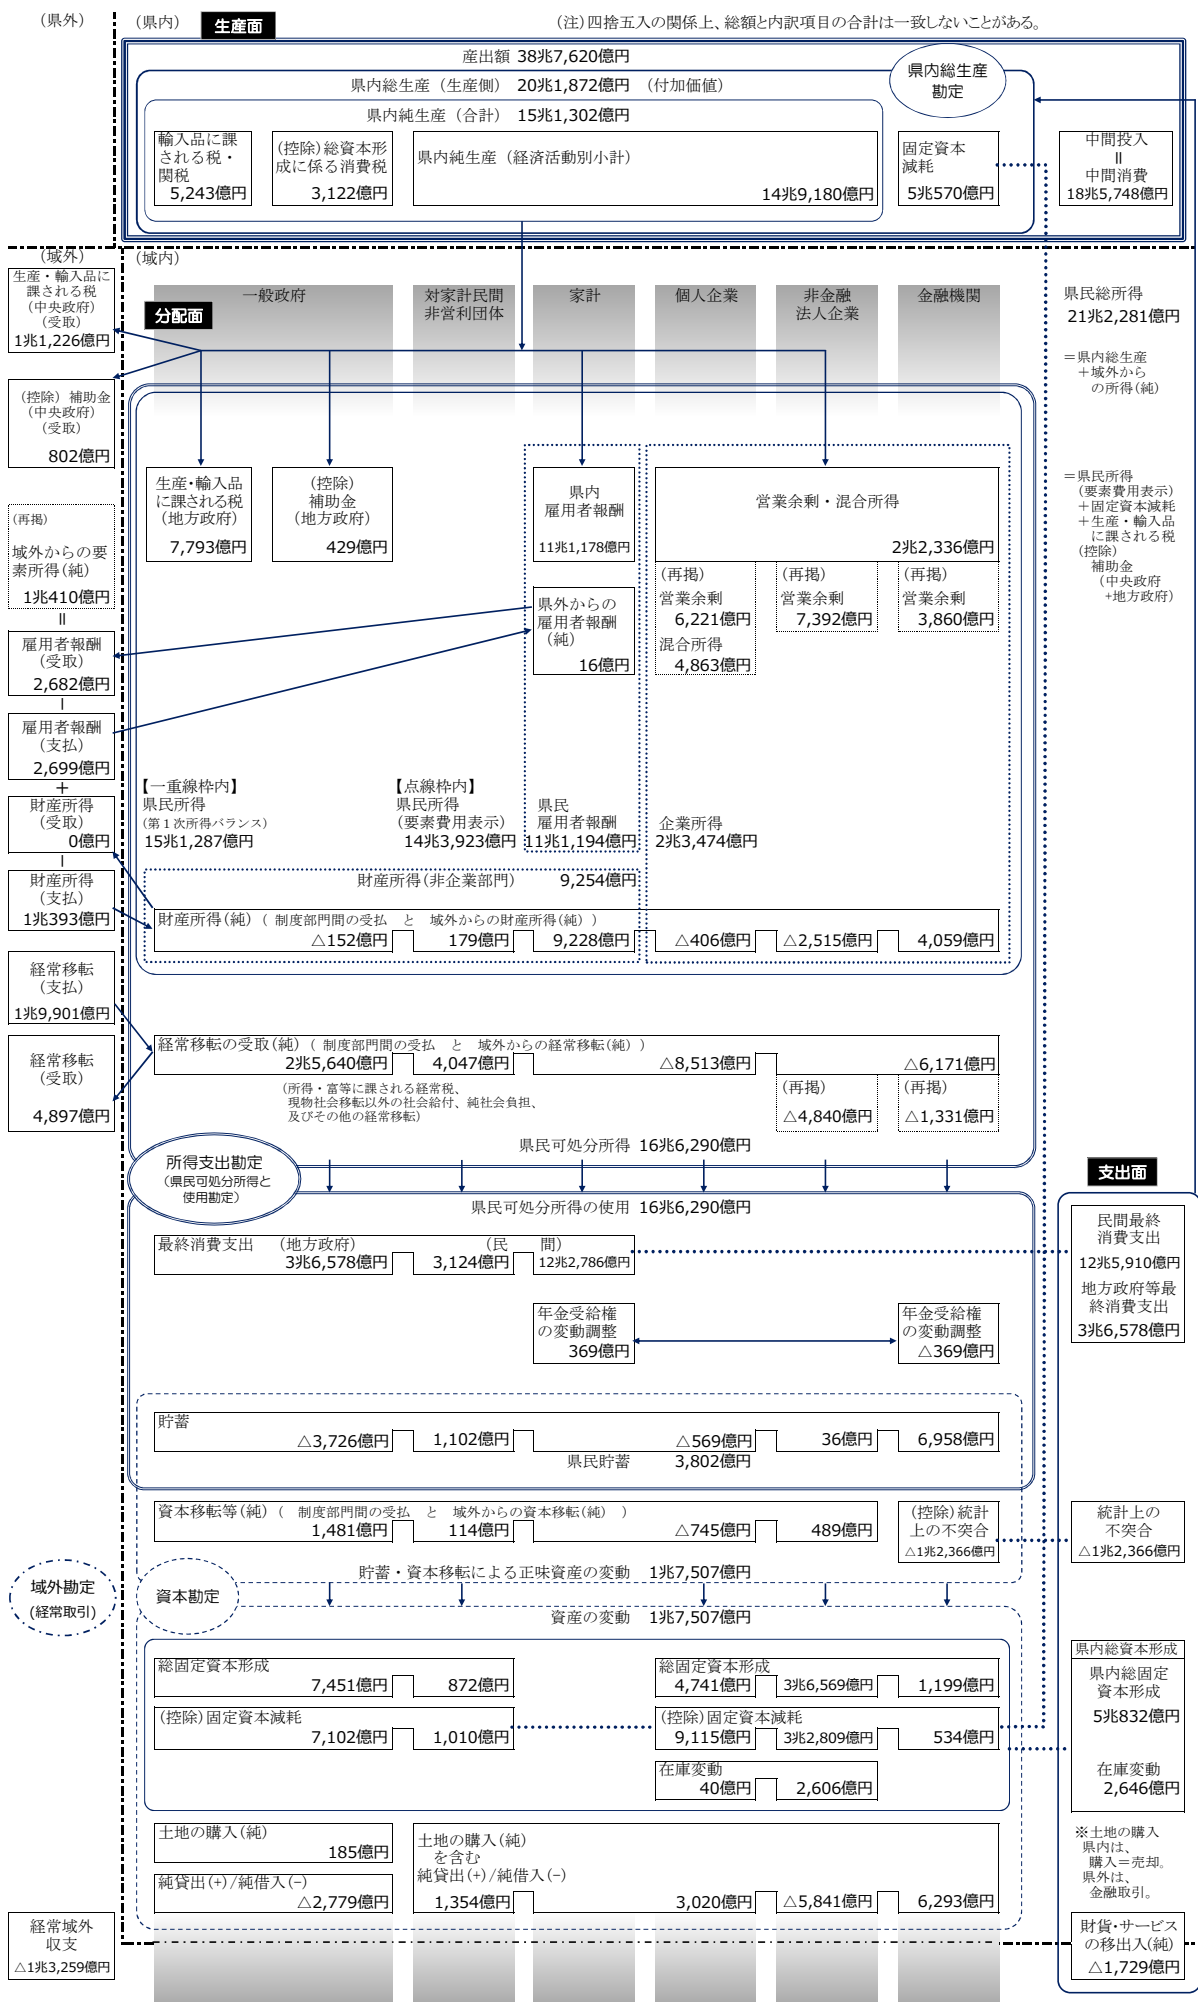 （県外）
（県内）
生産面
（注）四捨五入の関係上、総額と内訳項目の合計は一致しないことがある。
産出額 38兆7,620億円
県内総生産（生産側） 20兆1,872億円 （付加価値）
県内総生産
勘定
県内純生産（合計） 15兆1,302億円
輸入品に課
される税・
関税
5,243億円
(控除)総資本形
成に係る消費税
3,122億円
県内純生産（経済活動別小計）
14兆9,180億円
固定資本
減耗
5兆570億円
中間投入
＝
中間消費
18兆5,748億円
（域外）
（域内）
生産・輸入品に
課される税
（中央政府）
（受取）
1兆1,226億円
分配面
一般政府
対家計民間
非営利団体
家計
個人企業
非金融
法人企業
金融機関
県民総所得
21兆2,281億円
＝県内総生産
＋域外から
の所得(純)
（控除）補助金
（中央政府）
（受取）
802億円
生産・輸入品
に課される税
（地方政府）
7,793億円
（控除）
補助金
（地方政府）
429億円
県内
雇用者報酬
11兆1,178億円
営業余剰・混合所得
2兆2,336億円
＝県民所得
（要素費用表示）
＋固定資本減耗
＋生産・輸入品
に課される税
(控除)
補助金
（中央政府
+地方政府）
（再掲）
域外からの要
素所得(純)
1兆410億円
＝
（再掲）
営業余剰
6,221億円
混合所得
4,863億円
（再掲）
営業余剰
7,392億円
（再掲）
営業余剰
3,860億円
県外からの
雇用者報酬
（純）
16億円
雇用者報酬
（受取）
2,682億円
－
雇用者報酬
（支払）
2,699億円
＋
財産所得
（受取）
0億円
－
財産所得
（支払）
1兆393億円
【一重線枠内】
県民所得
（第１次所得バランス）
15兆1,287億円
【点線枠内】
県民所得
（要素費用表示）
14兆3,923億円
県民
雇用者報酬
11兆1,194億円
企業所得
2兆3,474億円
財産所得(非企業部門) 9,254億円
財産所得(純)（ 制度部門間の受払 と 域外からの財産所得(純) ）
△152億円
179億円
9,228億円
△406億円
△2,515億円
4,059億円
経常移転
（支払）
1兆9,901億円
経常移転
（受取）
4,897億円
経常移転の受取(純)（ 制度部門間の受払 と 域外からの経常移転(純) ）
2兆5,640億円
4,047億円
△8,513億円
△6,171億円
（所得・富等に課される経常税、
現物社会移転以外の社会給付、純社会負担、
及びその他の経常移転）
（再掲）
△4,840億円
（再掲）
△1,331億円
県民可処分所得 16兆6,290億円
所得支出勘定
（県民可処分所得と
使用勘定）
支出面
県民可処分所得の使用 16兆6,290億円
最終消費支出 （地方政府） （民 間）
3兆6,578億円
3,124億円
12兆2,786億円
民間最終
消費支出
12兆5,910億円
地方政府等最
終消費支出
3兆6,578億円
年金受給権
の変動調整
369億円
年金受給権
の変動調整
△369億円
貯蓄
△3,726億円
1,102億円
△569億円
36億円
6,958億円
県民貯蓄 3,802億円
資本移転等(純)（ 制度部門間の受払 と 域外からの資本移転(純) ）
1,481億円
114億円
△745億円
489億円
(控除)統計
上の不突合
△1兆2,366億円
統計上の
不突合
△1兆2,366億円
貯蓄・資本移転による正味資産の変動 1兆7,507億円
域外勘定
(経常取引)
資本勘定
資産の変動 1兆7,507億円
総固定資本形成
7,451億円
872億円
総固定資本形成
4,741億円
3兆6,569億円
1,199億円
(控除)固定資本減耗
7,102億円
1,010億円
(控除)固定資本減耗
9,115億円
3兆2,809億円
534億円
在庫変動
40億円
2,606億円
県内総資本形成
県内総固定
資本形成
5兆832億円
在庫変動
2,646億円
土地の購入(純)
185億円
純貸出(+)/純借入(−)
△2,779億円
土地の購入(純)
を含む
純貸出(+)/純借入(−)
1,354億円
3,020億円
△5,841億円
6,293億円
※土地の購入
県内は、
購入＝売却。
県外は、
金融取引。
経常域外
収支
△1兆3,259億円
財貨・サービス
の移出入(純)
△1,729億円